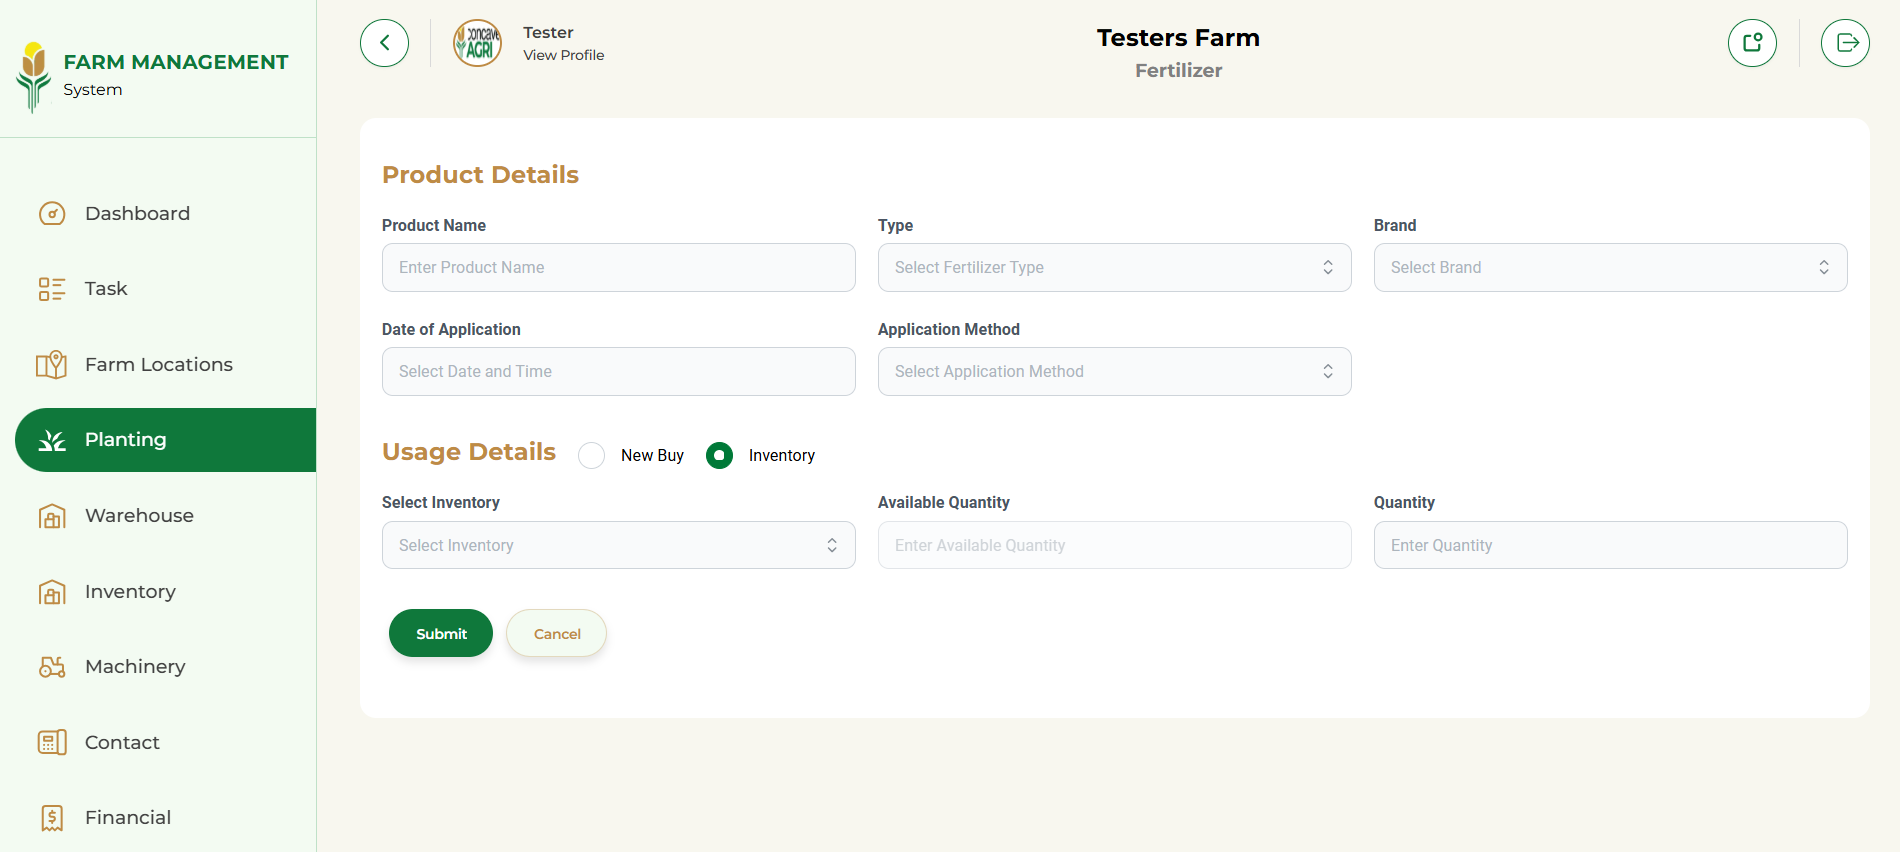 FARM MANAGEMENT
System
Dashboard
Task
Farm Locations
Planting
Warehouse
Inventory
Machinery
Contact
Financial
AGRI
Tester
View Profile
Testers Farm
Fertilizer
Product Details
Product Name
Type
Brand
Enter Product Name
Select Fertilizer Type
Select Brand
Date of Application
Application Method
Select Date and Time
Select Application Method
Usage Details
New Buy
Inventory
Select Inventory
Available Quantity
Quantity
Select Inventory
Enter Available Quantity
Enter Quantity
Submit
Cancel